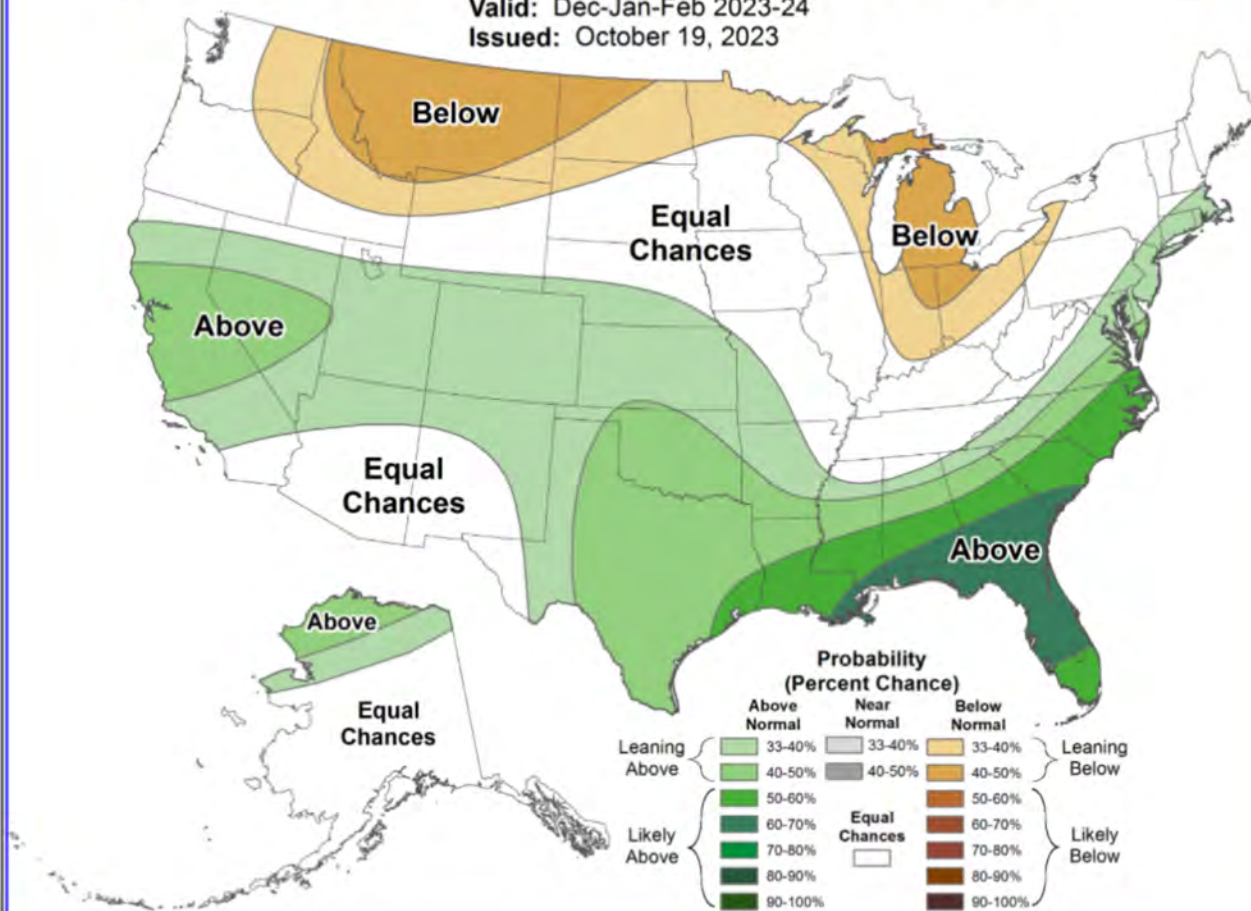 Valid: Dec-Jan-Feb 2023-24
Issued: October 19, 2023
Below
Equal
Chances
Below
Above
Equal
Chances
Above
Above
Equal
Chances
Probability
(Percent Chance)
Above
Normal
Near
Normal
Below
Normal
Leaning
Above
33-40%
33-40%
33-40%
Leaning
Below
40-50%
40-50%
40-50%
Likely
Above
50-60%
60-70%
70-80%
80-90%
90-100%
Equal
Chances
50-60%
60-70%
70-80%
80-90%
90-100%
Likely
Below